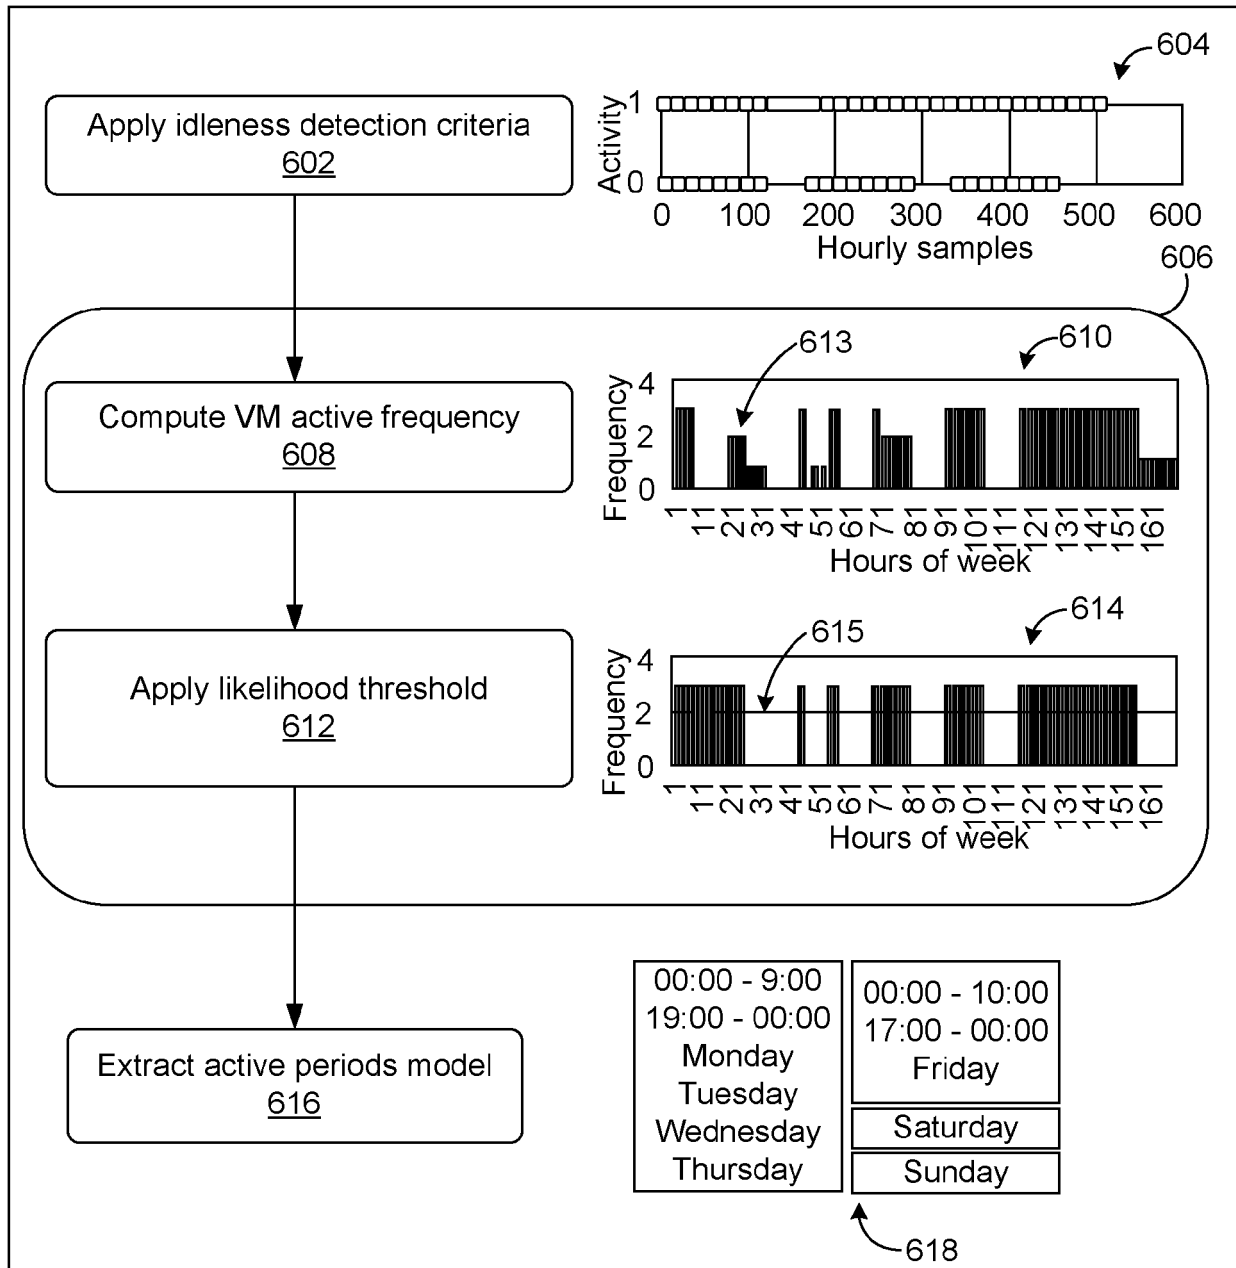 604
Apply idleness detection criteria
602
Activity
1
0
0 100 200 300 400 500 600
Hourly samples
606
613
610
Compute VM active frequency
608
Frequency
4
2
0
1 11 21 31 41 51 61 71 81 91 101 111 121 131 141 151 161
Hours of week
615
614
Apply likelihood threshold
612
Frequency
4
2
0
1 11 21 31 41 51 61 71 81 91 101 111 121 131 141 151 161
Hours of week
Extract active periods model
616
00:00 - 9:00
19:00 - 00:00
Monday
Tuesday
Wednesday
Thursday
00:00 - 10:00
17:00 - 00:00
Friday
Saturday
Sunday
618